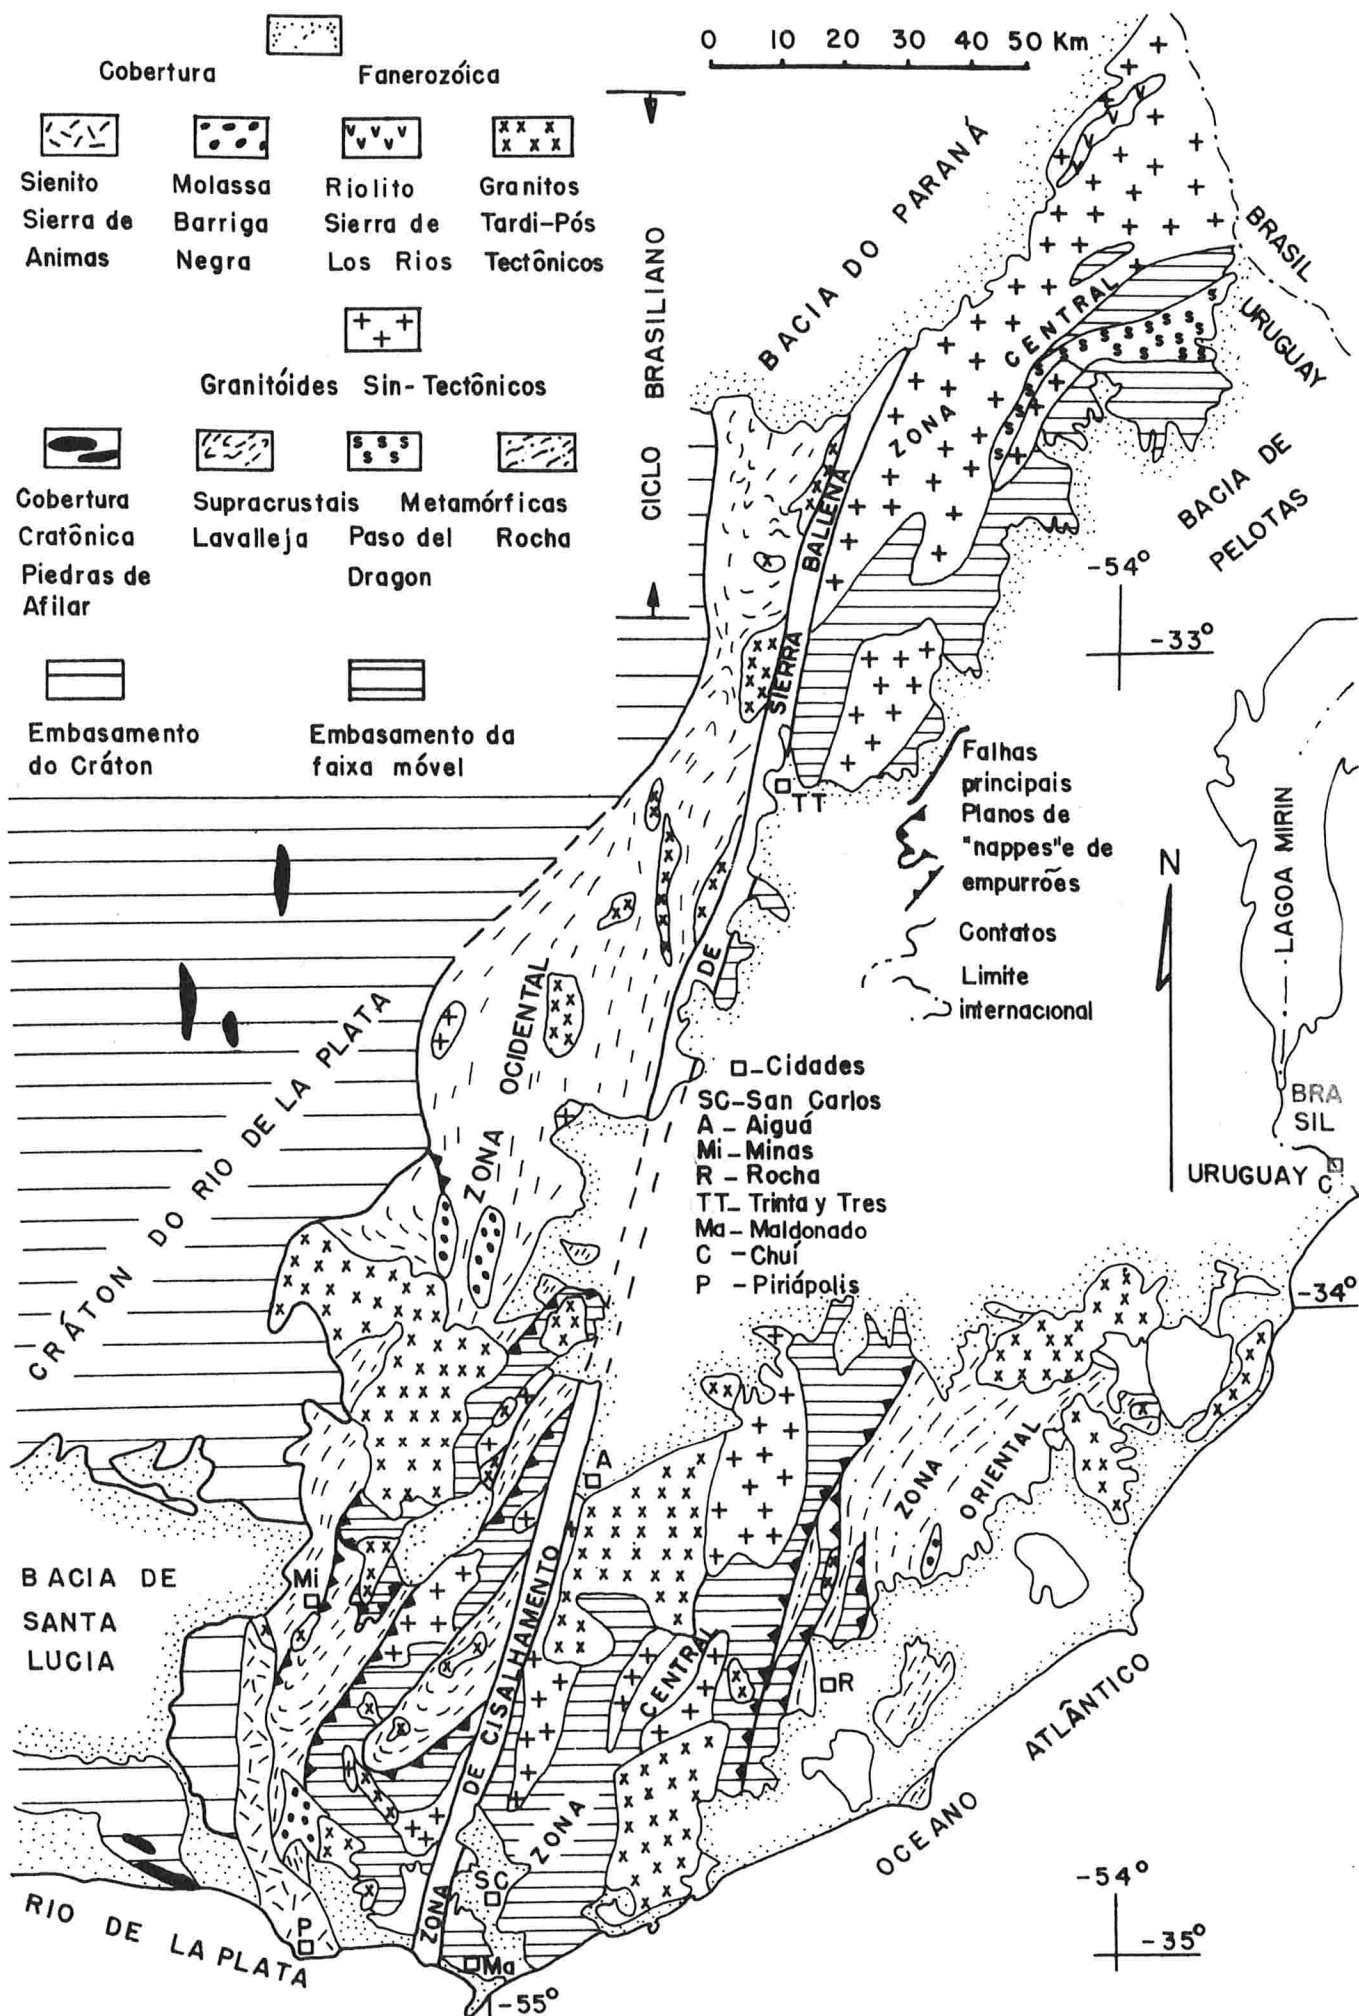 Cobertura Fanerozóica
0 10 20 30 40 50 Km
Sienito
Sierra de
Animas
Molassa
Barriga
Negra
Riolito
Sierra de
Los Rios
Granitos
Tardi-Pós
Tectônicos
Granitóides Sin-Tectônicos
Cobertura
Cratônica
Piedras de
Afilar
Supracrustais Metamórficas
Lavalleja
Paso del
Dragon
Rocha
Embasamento
do Cráton
Embasamento da
faixa móvel
CICLO BRASILIANO
BACIA DO PARANÁ
BRASIL
URUGUAY
ZONA CENTRAL
BACIA DE
PELOTAS
-54°
-33°
Falhas
principais
Planos de
"nappes"e de
empurrões
Contatos
Limite
internacional
N
LAGOA MIRIN
BRA
SIL
URUGUAY
C
TT
□-Cidades
SC-San Carlos
A - Aiguá
Mi - Minas
R - Rocha
TT- Trinta y Tres
Ma- Maldonado
C - Chuí
P - Piriápolis
-34°
ZONA DE CISALHAMENTO DE SIERRA BALLENA
ZONA OCIDENTAL
CRÁTON DO RIO DE LA PLATA
ZONA ORIENTAL
A
Mi
BACIA DE
SANTA
LUCIA
ZONA CENTRAL
R
OCEANO ATLÂNTICO
SC
P
Ma
RIO DE LA PLATA
-55°
-54°
-35°